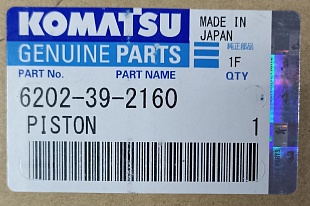 KOMATSU
MADE IN
JAPAN
GENUINE PARTS
純正部品
1F
PART No. PART NAME QTY
6202-39-2160
PISTON 1